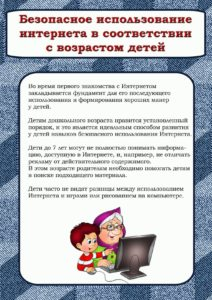 Безопасное использование
интернета в соответствии
с возрастом детей
Во время первого знакомства с Интернетом
закладывается фундамент для его последующего
использования и формирования хороших манер
у детей.
Детям дошкольного возраста нравится установленный
порядок, и это является идеальным способом развития
у детей навыков безопасного использования Интернета.
Дети до 7 лет могут не полностью понимать информа-
цию, доступную в Интернете, и, например, не отличать
рекламу от действительного содержимого.
В этом возрасте родителям необходимо помогать детям
в поиске подходящего материала.
Дети часто не видят разницы между использованием
Интернета и играми или рисованием на компьютере.